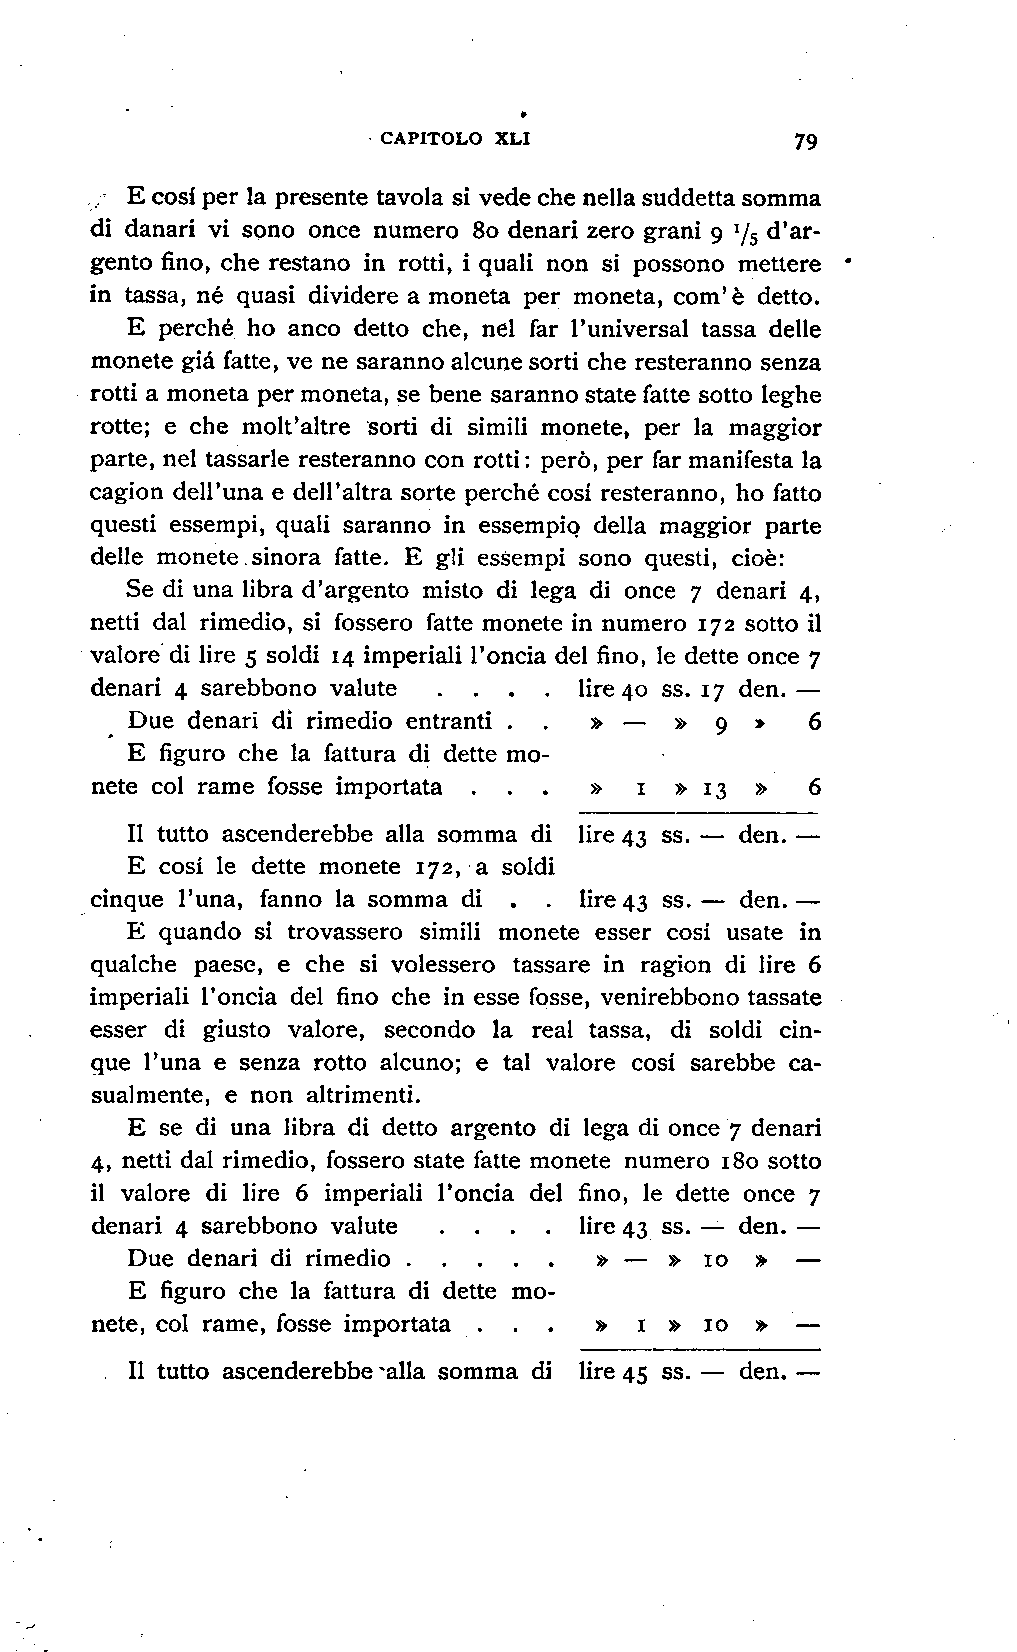 CAPITOLO XLI 79
E cosí per la presente tavola si vede che nella suddetta somma
di danari vi sono once numero 80 denari zero grani 9 1/5 d'ar-
gento fino, che restano in rotti, i quali non si possono mettere
in tassa, né quasi dividere a moneta per moneta, com'è detto.
E perché ho anco detto che, nel far l'universal tassa delle
monete giá fatte, ve ne saranno alcune sorti che resteranno senza
rotti a moneta per moneta, se bene saranno state fatte sotto leghe
rotte; e che molt'altre sorti di simili monete, per la maggior
parte, nel tassarle resteranno con rotti: però, per far manifesta la
cagion dell'una e dell'altra sorte perché cosí resteranno, ho fatto
questi essempi, quali saranno in essempio della maggior parte
delle monete sinora fatte. E gli essempi sono questi, cioè:
Se di una libra d'argento misto di lega di once 7 denari 4,
netti dal rimedio, si fossero fatte monete in numero 172 sotto il
valore di lire 5 soldi 14 imperiali l'oncia del fino, le dette once 7
denari 4 sarebbono valute . . . . lire 40 ss. 17 den. —
Due denari di rimedio entranti . . » — » 9 » 6
E figuro che la fattura di dette mo-
nete col rame fosse importata . . . » 1 » 13 » 6
Il tutto ascenderebbe alla somma di lire 43 ss. — den. —
E cosí le dette monete 172, a soldi
cinque l'una, fanno la somma di . . lire 43 ss. — den. —
E quando si trovassero simili monete esser cosí usate in
qualche paese, e che si volessero tassare in ragion di lire 6
imperiali l'oncia del fino che in esse fosse, venirebbono tassate
esser di giusto valore, secondo la real tassa, di soldi cin-
que l'una e senza rotto alcuno; e tal valore cosí sarebbe ca-
sualmente, e non altrimenti.
E se di una libra di detto argento di lega di once 7 denari
4, netti dal rimedio, fossero state fatte monete numero 180 sotto
il valore di lire 6 imperiali l'oncia del fino, le dette once 7
denari 4 sarebbono valute . . . . lire 43 ss. — den. —
Due denari di rimedio . . . . . » — » 10 » —
E figuro che la fattura di dette mo-
nete, col rame, fosse importata . . . » 1 » 10 » —
Il tutto ascenderebbe alla somma di lire 45 ss. — den. —